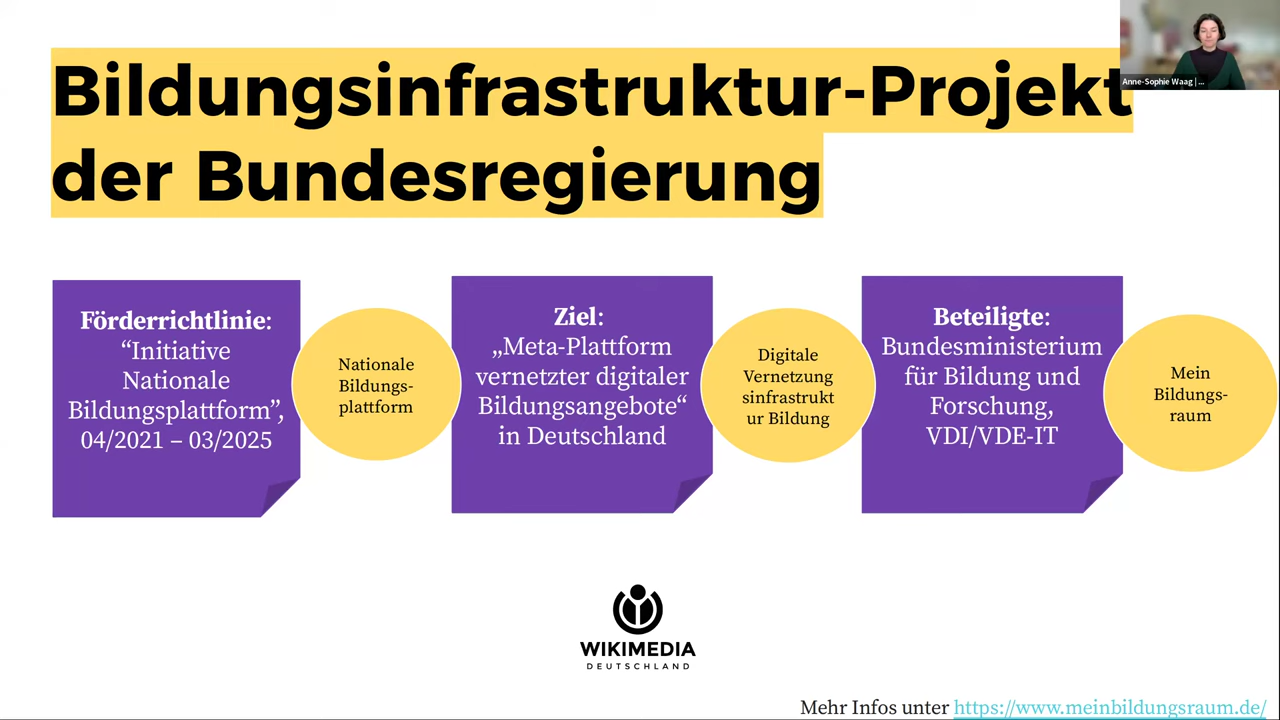 Bildungsinfrastruktur-Projekt
der Bundesregierung
Anne-Sophie Waag | ...
Förderrichtlinie:
“Initiative
Nationale
Bildungsplattform”,
04/2021 – 03/2025
Nationale
Bildungs-
plattform
Ziel:
„Meta-Plattform
vernetzter digitaler
Bildungsangebote“
in Deutschland
Digitale
Vernetzung
sinfrastrukt
ur Bildung
Beteiligte:
Bundesministerium
für Bildung und
Forschung,
VDI/VDE-IT
Mein
Bildungs-
raum
WIKIMEDIA
DEUTSCHLAND
Mehr Infos unter https://www.meinbildungsraum.de/